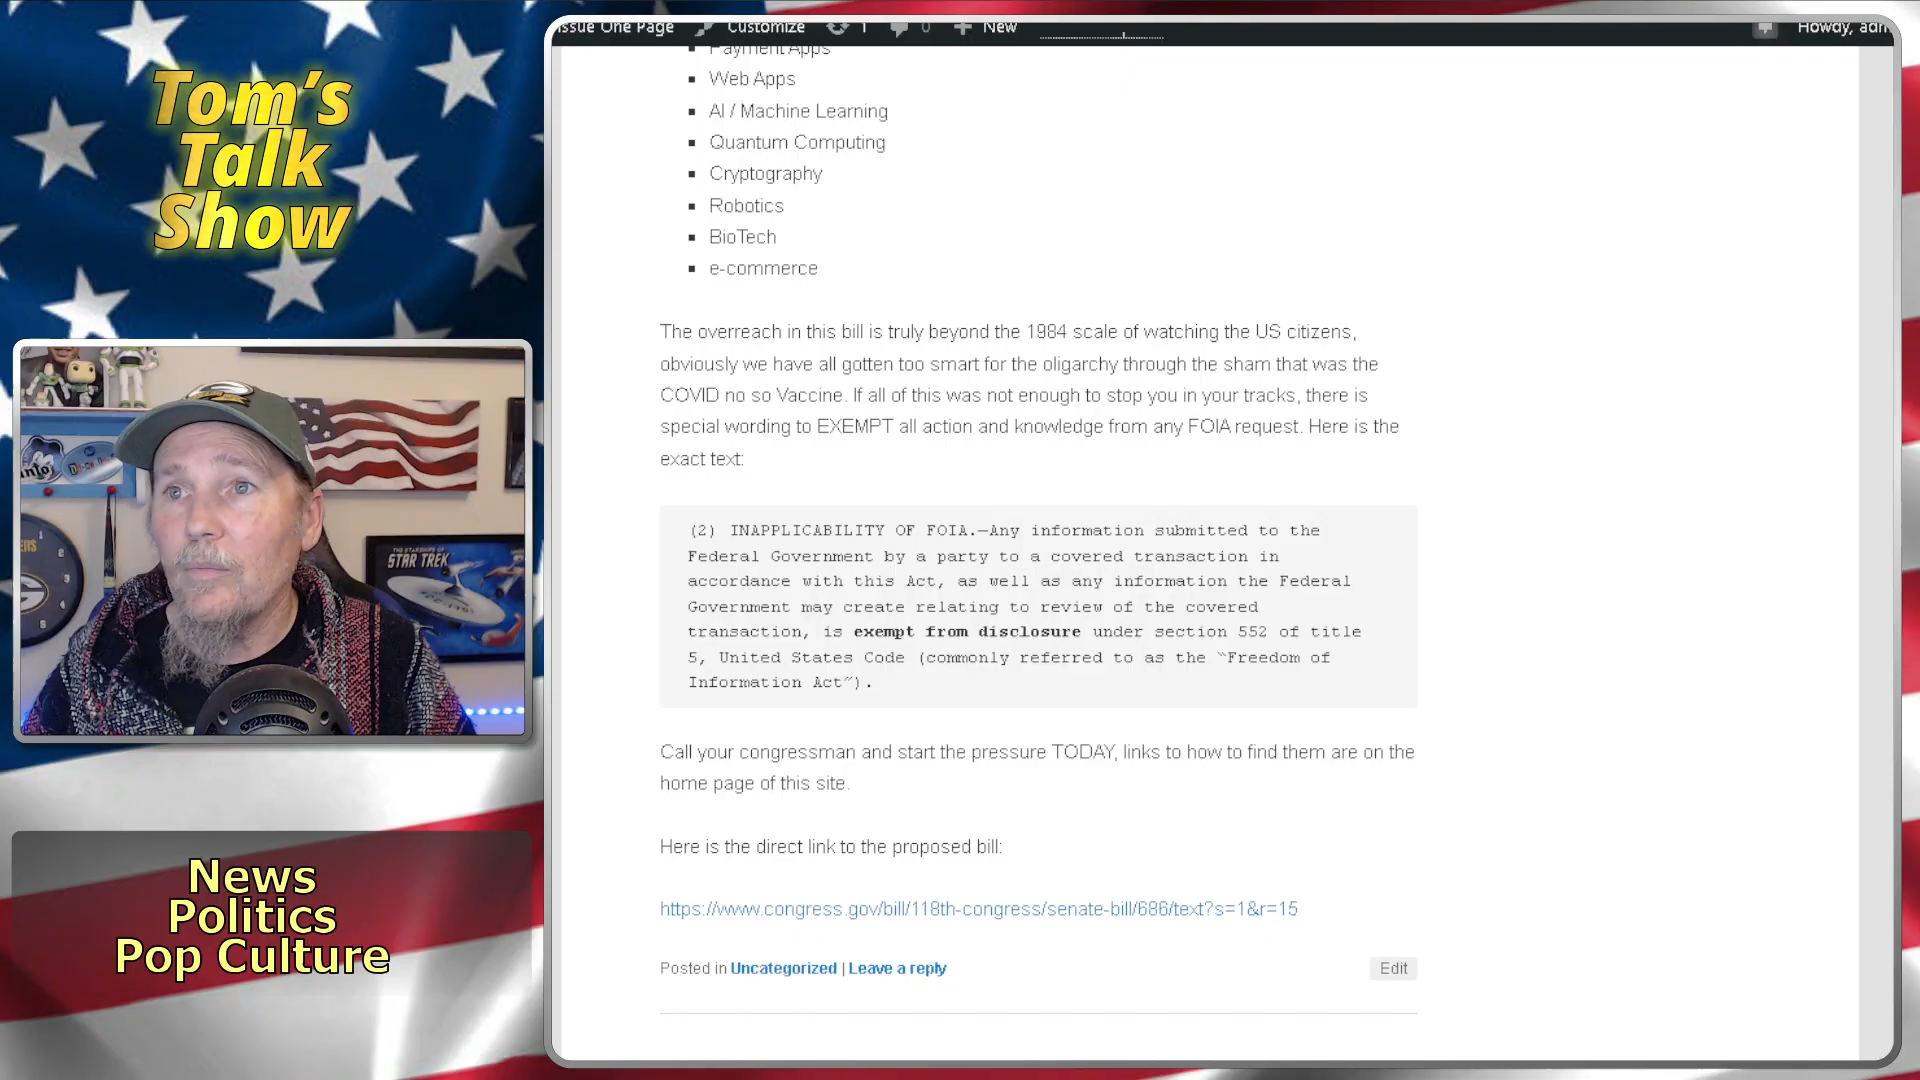 Tom's
Talk
Show
Issue One Page Customize 1 0 New Howdy, adm
Payment Apps
Web Apps
AI / Machine Learning
Quantum Computing
Cryptography
Robotics
BioTech
e-commerce
The overreach in this bill is truly beyond the 1984 scale of watching the US citizens,
obviously we have all gotten too smart for the oligarchy through the sham that was the
COVID no so Vaccine. If all of this was not enough to stop you in your tracks, there is
special wording to EXEMPT all action and knowledge from any FOIA request. Here is the
exact text:
(2) INAPPLICABILITY OF FOIA.—Any information submitted to the
Federal Government by a party to a covered transaction in
accordance with this Act, as well as any information the Federal
Government may create relating to review of the covered
transaction, is exempt from disclosure under section 552 of title
5, United States Code (commonly referred to as the “Freedom of
Information Act”).
Call your congressman and start the pressure TODAY, links to how to find them are on the
home page of this site.
Here is the direct link to the proposed bill:
https://www.congress.gov/bill/118th-congress/senate-bill/686/text?s=1&r=15
Posted in Uncategorized | Leave a reply
Edit
STAR TREK
News
Politics
Pop Culture